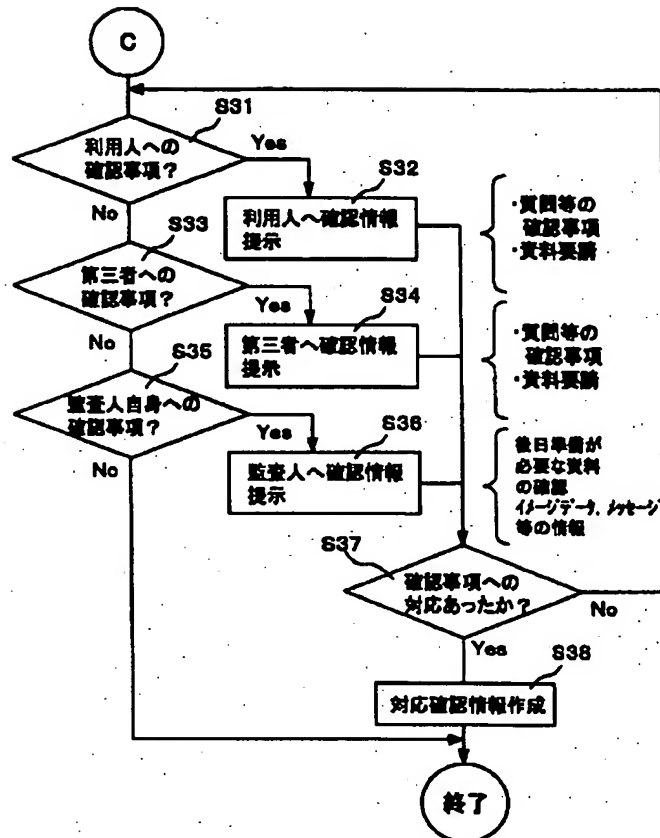 C
S31
利用人への
確認事項?
Yes
No
S32
利用人へ確認情報
提示
・質問等の
確認事項
・資料要請
S33
第三者への
確認事項?
Yes
No
S34
第三者へ確認情報
提示
・質問等の
確認事項
・資料要請
S35
監査人自身への
確認事項?
Yes
No
S36
監査人へ確認情報
提示
後日準備が
必要な資料
の確認
イメージデータ、メッセージ
等の情報
S37
確認事項への
対応あったか?
No
Yes
S38
対応確認情報作成
終了